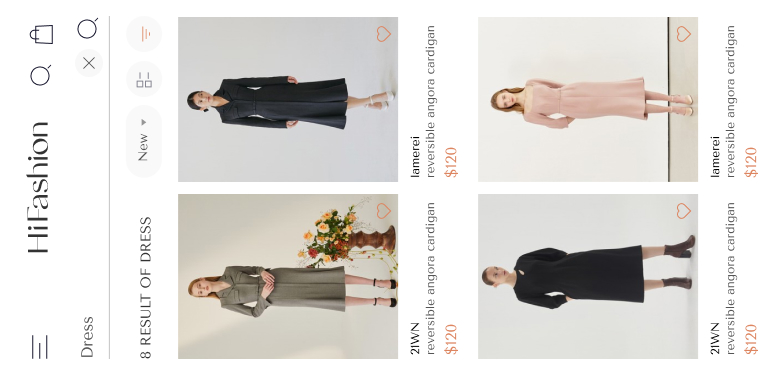 HiFashion
Dress
8 RESULT OF DRESS
New
21WN
reversible angora cardigan
$120
lamerei
reversible angora cardigan
$120
21WN
reversible angora cardigan
$120
lamerei
reversible angora cardigan
$120